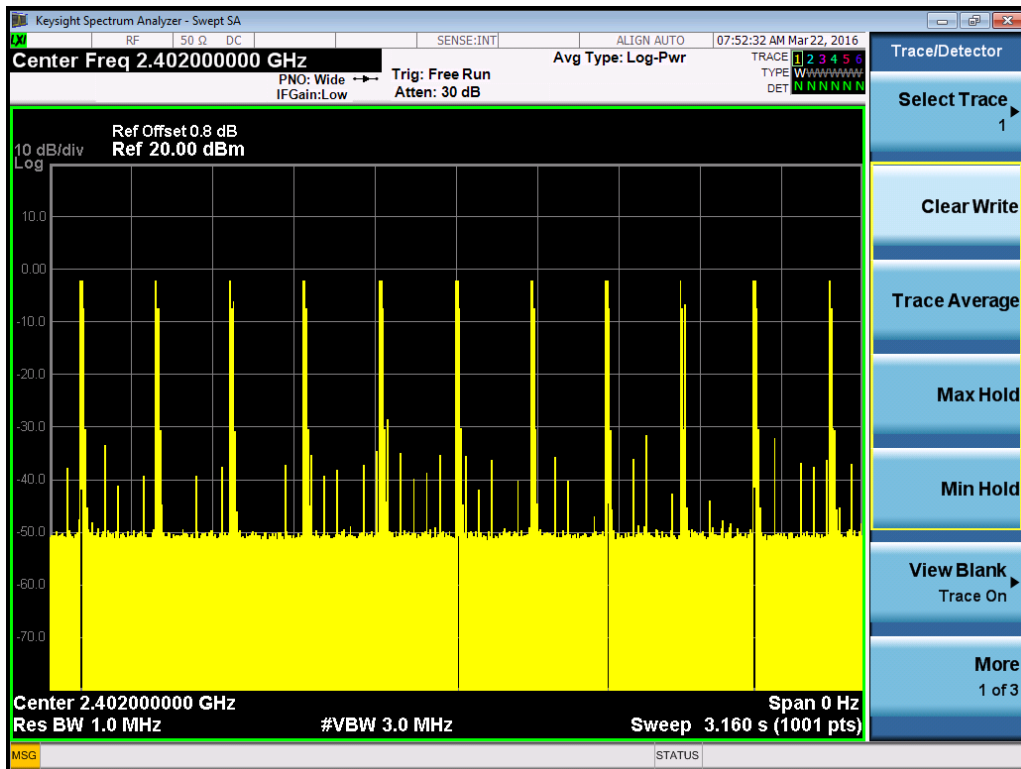 Keysight Spectrum Analyzer - Swept SA
LXI RF 50 Ω DC SENSE:INT ALIGN AUTO 07:52:32 AM Mar 22, 2016
Center Freq 2.402000000 GHz
PNO: Wide
IFGain:Low
Trig: Free Run
Atten: 30 dB
Avg Type: Log-Pwr
TRACE 1 2 3 4 5 6
TYPE WWWWWW
DET N N N N N N
Trace/Detector
Select Trace
1
Clear Write
Trace Average
Max Hold
Min Hold
View Blank
Trace On
More
1 of 3
Ref Offset 0.8 dB
10 dB/div Ref 20.00 dBm
Log
10.0
0.00
-10.0
-20.0
-30.0
-40.0
-50.0
-60.0
-70.0
Center 2.402000000 GHz Span 0 Hz
Res BW 1.0 MHz #VBW 3.0 MHz Sweep 3.160 s (1001 pts)
MSG STATUS